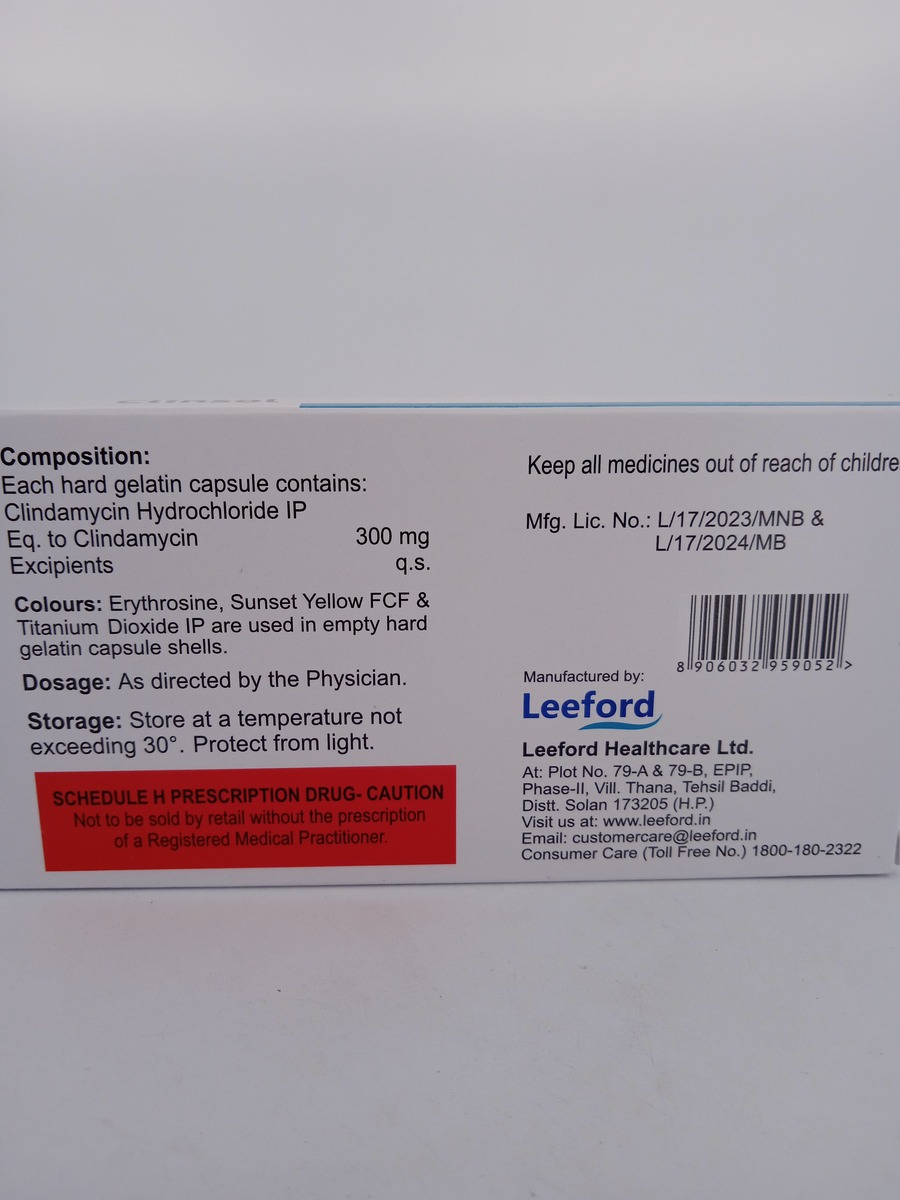 Composition:
Each hard gelatin capsule contains:
Clindamycin Hydrochloride IP
Eq. to Clindamycin 300 mg
Excipients q.s.
Colours: Erythrosine, Sunset Yellow FCF &
Titanium Dioxide IP are used in empty hard
gelatin capsule shells.
Dosage: As directed by the Physician.
Storage: Store at a temperature not
exceeding 30°. Protect from light.
SCHEDULE H PRESCRIPTION DRUG- CAUTION
Not to be sold by retail without the prescription
of a Registered Medical Practitioner.
Keep all medicines out of reach of childre
Mfg. Lic. No.: L/17/2023/MNB &
L/17/2024/MB
8 906032 959052 >
Manufactured by:
Leeford
Leeford Healthcare Ltd.
At: Plot No. 79-A & 79-B, EPIP,
Phase-II, Vill. Thana, Tehsil Baddi,
Distt. Solan 173205 (H.P.)
Visit us at: www.leeford.in
Email: customercare@leeford.in
Consumer Care (Toll Free No.) 1800-180-2322